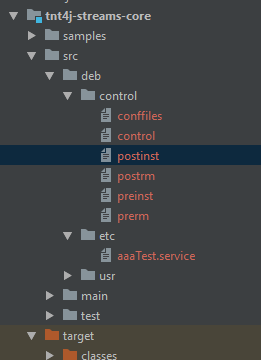 tnt4j-streams-core
samples
src
deb
control
conffiles
control
postinst
postrm
preinst
prerm
etc
aaaTest.service
usr
main
test
target
classes